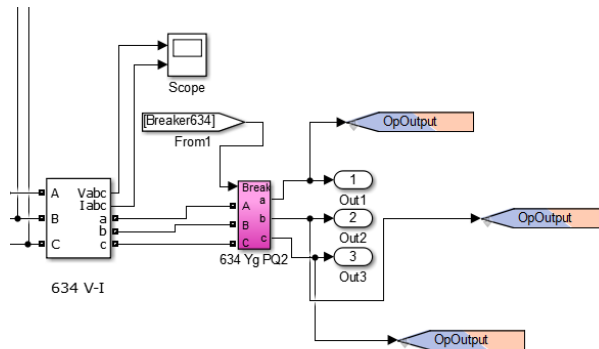 Scope
[Breaker634]
From1
OpOutput
A
B
C
Vabc
Iabc
a
b
c
634 V-I
Break
A
B
C
a
b
c
634 Yg PQ2
1
Out1
2
Out2
3
Out3
OpOutput
OpOutput